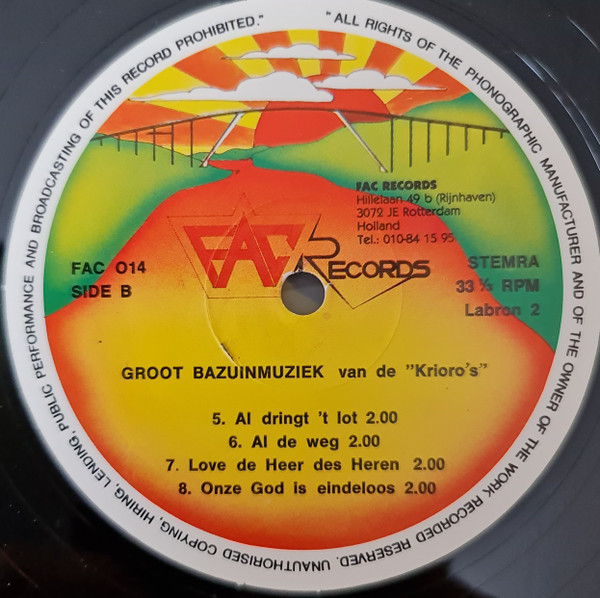 "ALL RIGHTS OF THE PHONOGRAPHIC MANUFACTURER AND OF THE OWNER OF THE WORK RECORDED RESERVED. UNAUTHORISED COPYING, HIRING, LENDING, PUBLIC PERFORMANCE AND BROADCASTING OF THIS RECORD PROHIBITED."
FAC RECORDS
Hillelaan 49 b (Rijnhaven)
3072 JE Rotterdam
Holland
Tel.: 010-84 15 95
FAC RECORDS
FAC 014
SIDE B
STEMRA
33 ⅓ RPM
Labron 2
GROOT BAZUINMUZIEK van de "Krioro's"
5. Al dringt 't lot 2.00
6. Al de weg 2.00
7. Love de Heer des Heren 2.00
8. Onze God is eindeloos 2.00